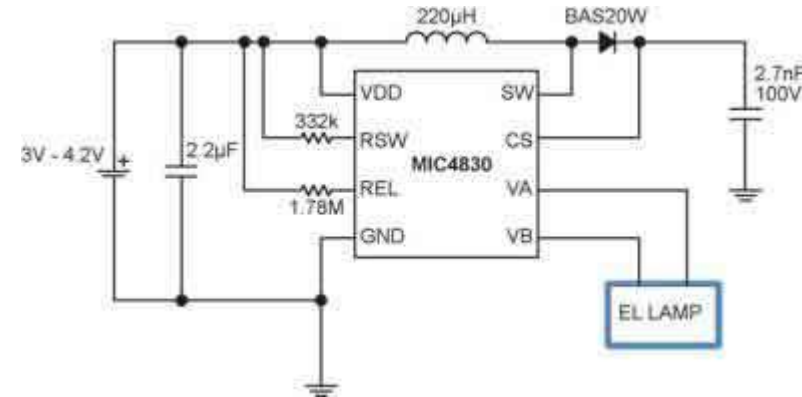 220μH
BAS20W
2.7nF
100V
VDD
SW
332k
RSW
CS
3V - 4.2V
+
2.2μF
MIC4830
REL
VA
1.78M
GND
VB
EL LAMP